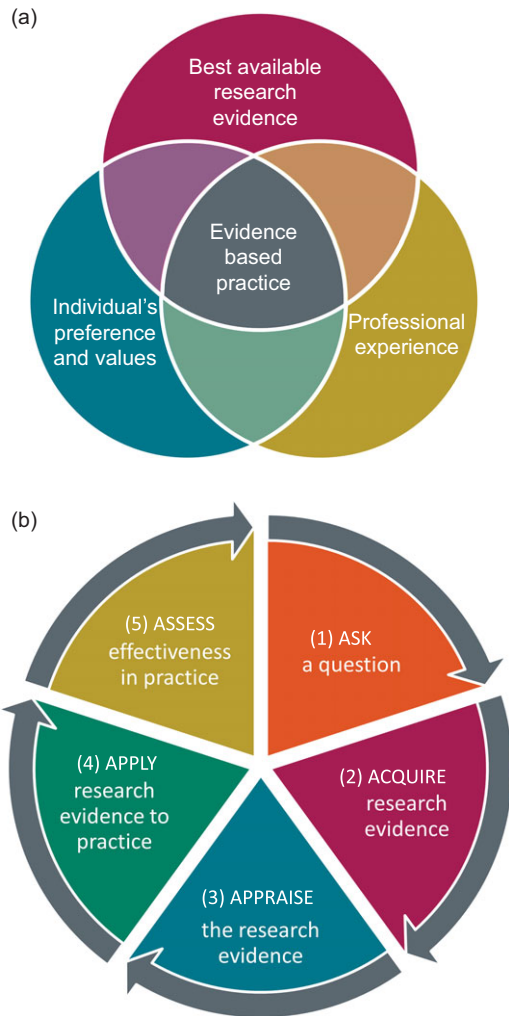 (a)
Best available
research
evidence
Evidence
based
practice
Individual’s
preference
and values
Professional
experience
(b)
(1) ASK
a question
(2) ACQUIRE
research
evidence
(3) APPRAISE
the research
evidence
(4) APPLY
research
evidence to
practice
(5) ASSESS
effectiveness
in practice